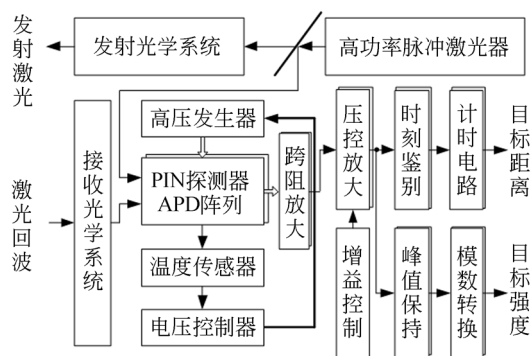 发射激光
发射光学系统
高功率脉冲激光器
激光回波
接收光学系统
高压发生器
PIN探测器
APD阵列
温度传感器
电压控制器
跨阻放大
压控放大
增益控制
时刻鉴别
计时电路
目标距离
峰值保持
模数转换
目标强度